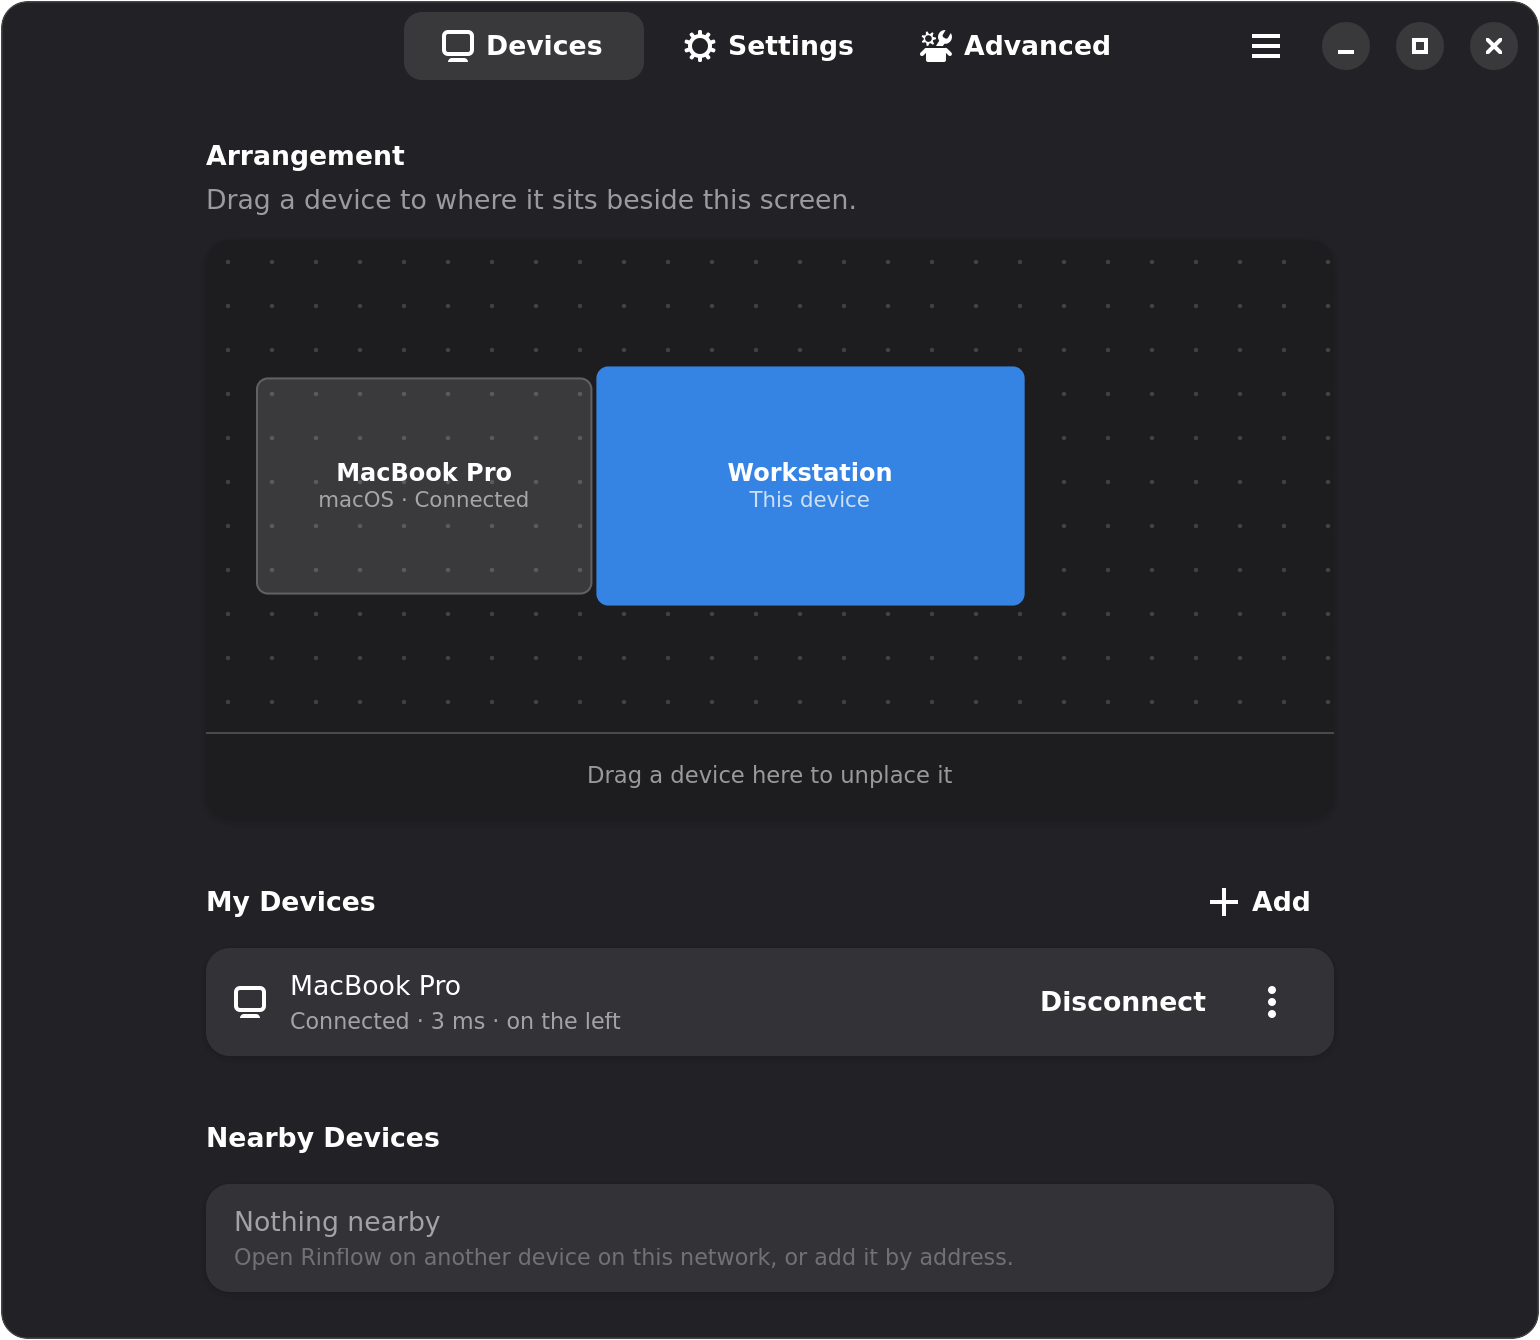 Devices
Settings
Advanced
Arrangement
Drag a device to where it sits beside this screen.
MacBook Pro
macOS · Connected
Workstation
This device
Drag a device here to unplace it
My Devices
Add
MacBook Pro
Connected · 3 ms · on the left
Disconnect
Nearby Devices
Nothing nearby
Open Rinflow on another device on this network, or add it by address.